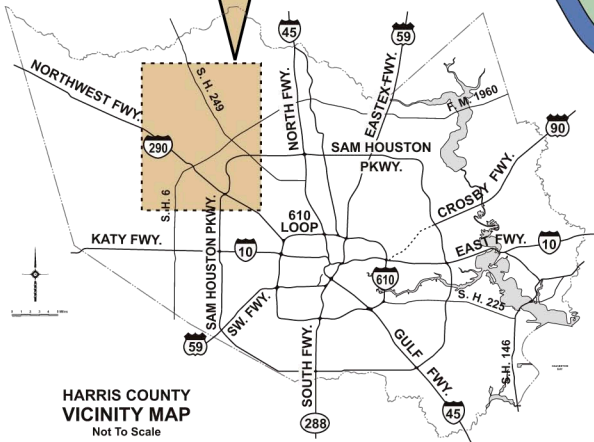 45
59
NORTHWEST FWY.
S. H. 249
NORTH FWY.
EASTEX FWY.
F. M. 1960
90
290
SAM HOUSTON
PKWY.
CROSBY FWY.
S.H. 6
SAM HOUSTON PKWY.
610
LOOP
KATY FWY.
10
EAST FWY.
10
610
S. H. 225
SW. FWY.
59
SOUTH FWY.
GULF FWY.
S.H. 146
HARRIS COUNTY
VICINITY MAP
Not To Scale
288
45